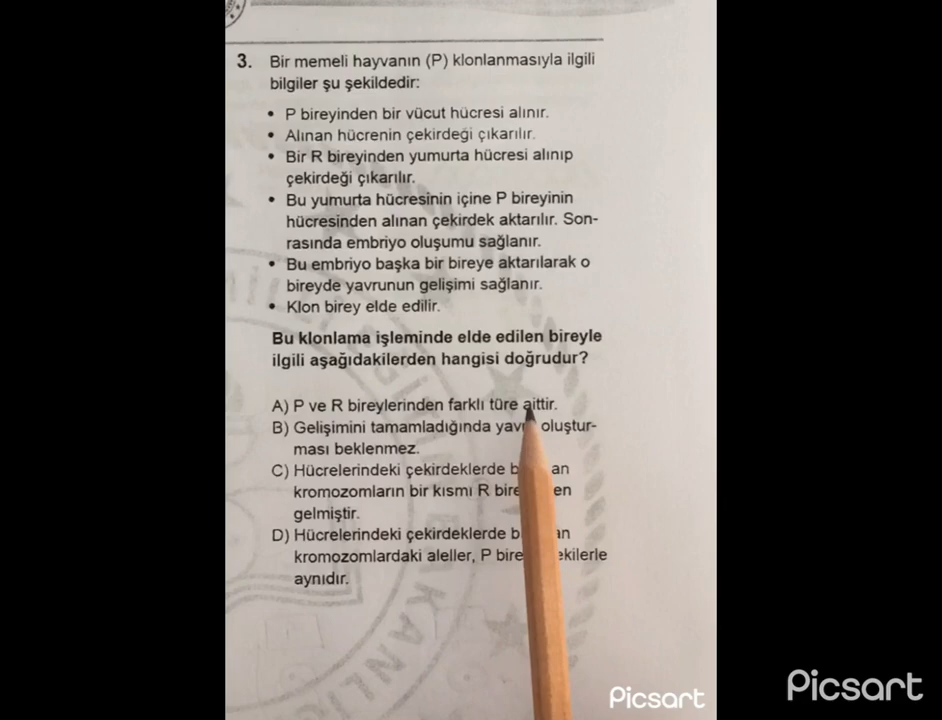 3. Bir memeli hayvanın (P) klonlanmasıyla ilgili
bilgiler şu şekildedir:
• P bireyinden bir vücut hücresi alınır.
• Alınan hücrenin çekirdeği çıkarılır.
• Bir R bireyinden yumurta hücresi alınıp
çekirdeği çıkarılır.
• Bu yumurta hücresinin içine P bireyinin
hücresinden alınan çekirdek aktarılır. Son-
rasında embriyo oluşumu sağlanır.
• Bu embriyo başka bir bireye aktarılarak o
bireyde yavrunun gelişimi sağlanır.
• Klon birey elde edilir.
Bu klonlama işleminde elde edilen bireyle
ilgili aşağıdakilerden hangisi doğrudur?
A) P ve R bireylerinden farklı türe aittir.
B) Gelişimini tamamladığında oluştur-
ması beklenmez.
C) Hücrelerindeki çekirdeklerde
kromozomların bir kısmı R
gelmiştir.
D) Hücrelerindeki çekirdeklerde
kromozomlardaki aleller, P
aynıdır.
Picsart
Picsart